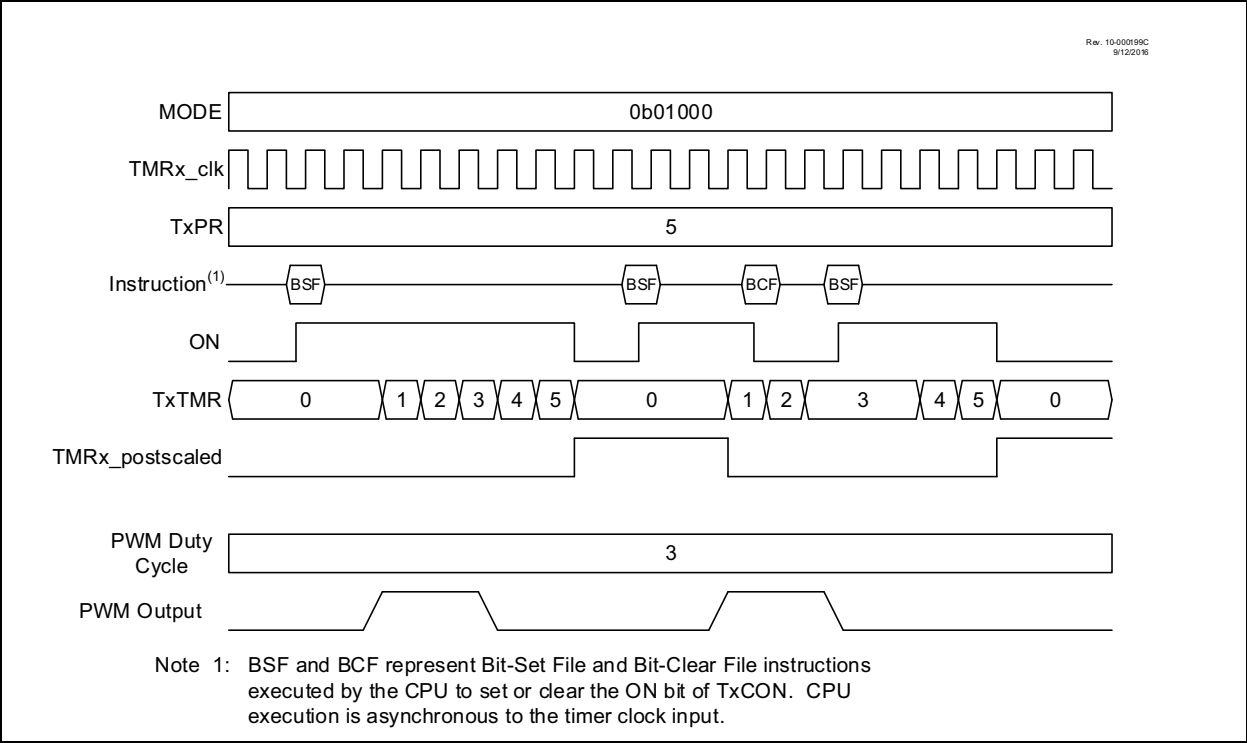 Rev. 10-000199C
9/12/2016
MODE 0b01000
TMRx_clk
TxPR 5
Instruction(1) BSF BSF BCF BSF
ON
TxTMR 0 1 2 3 4 5 0 1 2 3 4 5 0
TMRx_postscaled
PWM Duty
Cycle 3
PWM Output
Note 1: BSF and BCF represent Bit-Set File and Bit-Clear File instructions
executed by the CPU to set or clear the ON bit of TxCON. CPU
execution is asynchronous to the timer clock input.